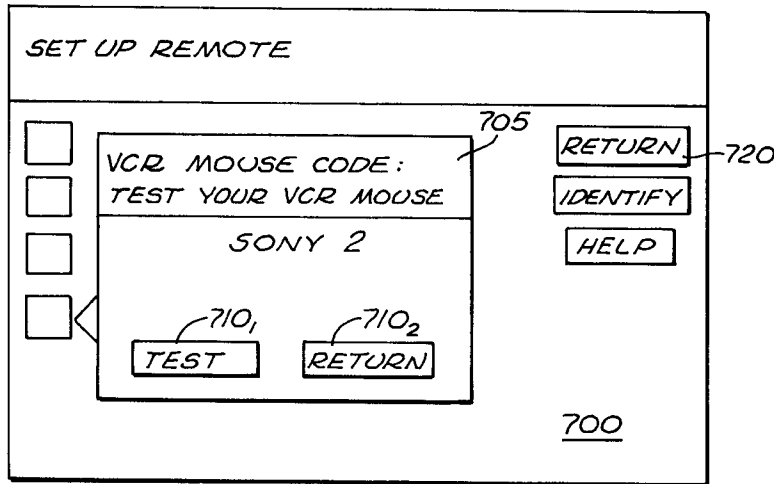 SET UP REMOTE
705
VCR MOUSE CODE:
TEST YOUR VCR MOUSE
SONY 2
710₁
710₂
TEST
RETURN
RETURN
720
IDENTIFY
HELP
700